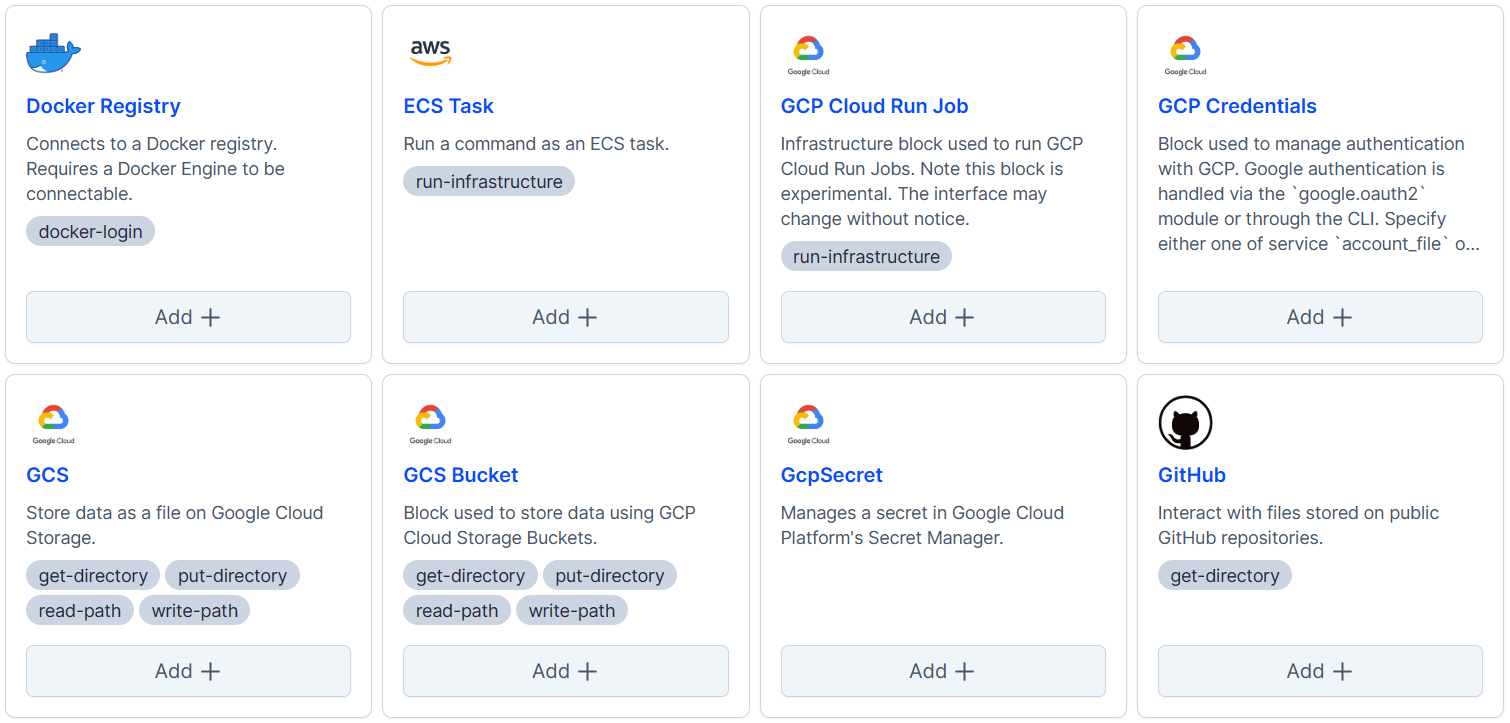 aws
Google Cloud
Google Cloud
Docker Registry
ECS Task
GCP Cloud Run Job
GCP Credentials
Connects to a Docker registry.
Requires a Docker Engine to be
connectable.
docker-login
Run a command as an ECS task.
run-infrastructure
Infrastructure block used to run GCP
Cloud Run Jobs. Note this block is
experimental. The interface may
change without notice.
run-infrastructure
Block used to manage authentication
with GCP. Google authentication is
handled via the `google.oauth2`
module or through the CLI. Specify
either one of service `account_file` o...
Add +
Add +
Add +
Add +
Google Cloud
Google Cloud
Google Cloud
GCS
GCS Bucket
GcpSecret
GitHub
Store data as a file on Google Cloud
Storage.
get-directory put-directory
read-path write-path
Block used to store data using GCP
Cloud Storage Buckets.
get-directory put-directory
read-path write-path
Manages a secret in Google Cloud
Platform's Secret Manager.
Interact with files stored on public
GitHub repositories.
get-directory
Add +
Add +
Add +
Add +